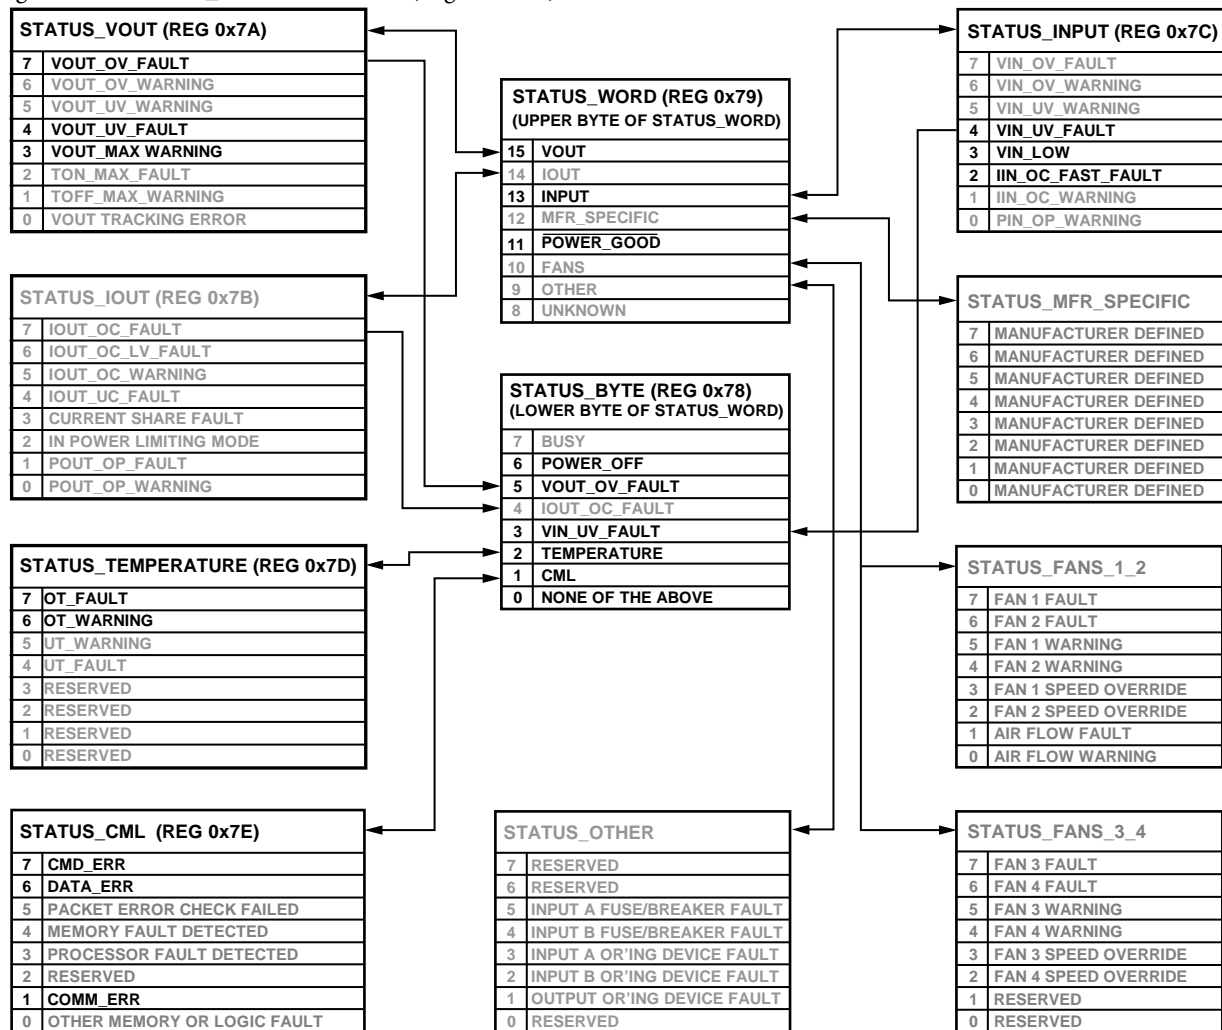 STATUS_VOUT (REG 0x7A)
7 VOUT_OV_FAULT
6 VOUT_OV_WARNING
5 VOUT_UV_WARNING
4 VOUT_UV_FAULT
3 VOUT_MAX WARNING
2 TON_MAX_FAULT
1 TOFF_MAX_WARNING
0 VOUT TRACKING ERROR
STATUS_IOUT (REG 0x7B)
7 IOUT_OC_FAULT
6 IOUT_OC_LV_FAULT
5 IOUT_OC_WARNING
4 IOUT_UC_FAULT
3 CURRENT SHARE FAULT
2 IN POWER LIMITING MODE
1 POUT_OP_FAULT
0 POUT_OP_WARNING
STATUS_TEMPERATURE (REG 0x7D)
7 OT_FAULT
6 OT_WARNING
5 UT_WARNING
4 UT_FAULT
3 RESERVED
2 RESERVED
1 RESERVED
0 RESERVED
STATUS_CML (REG 0x7E)
7 CMD_ERR
6 DATA_ERR
5 PACKET ERROR CHECK FAILED
4 MEMORY FAULT DETECTED
3 PROCESSOR FAULT DETECTED
2 RESERVED
1 COMM_ERR
0 OTHER MEMORY OR LOGIC FAULT
STATUS_WORD (REG 0x79)
(UPPER BYTE OF STATUS_WORD)
15 VOUT
14 IOUT
13 INPUT
12 MFR_SPECIFIC
11 POWER_GOOD
10 FANS
9 OTHER
8 UNKNOWN
STATUS_BYTE (REG 0x78)
(LOWER BYTE OF STATUS_WORD)
7 BUSY
6 POWER_OFF
5 VOUT_OV_FAULT
4 IOUT_OC_FAULT
3 VIN_UV_FAULT
2 TEMPERATURE
1 CML
0 NONE OF THE ABOVE
STATUS_OTHER
7 RESERVED
6 RESERVED
5 INPUT A FUSE/BREAKER FAULT
4 INPUT B FUSE/BREAKER FAULT
3 INPUT A OR'ING DEVICE FAULT
2 INPUT B OR'ING DEVICE FAULT
1 OUTPUT OR'ING DEVICE FAULT
0 RESERVED
STATUS_INPUT (REG 0x7C)
7 VIN_OV_FAULT
6 VIN_OV_WARNING
5 VIN_UV_WARNING
4 VIN_UV_FAULT
3 VIN_LOW
2 IIN_OC_FAST_FAULT
1 IIN_OC_WARNING
0 PIN_OP_WARNING
STATUS_MFR_SPECIFIC
7 MANUFACTURER DEFINED
6 MANUFACTURER DEFINED
5 MANUFACTURER DEFINED
4 MANUFACTURER DEFINED
3 MANUFACTURER DEFINED
2 MANUFACTURER DEFINED
1 MANUFACTURER DEFINED
0 MANUFACTURER DEFINED
STATUS_FANS_1_2
7 FAN 1 FAULT
6 FAN 2 FAULT
5 FAN 1 WARNING
4 FAN 2 WARNING
3 FAN 1 SPEED OVERRIDE
2 FAN 2 SPEED OVERRIDE
1 AIR FLOW FAULT
0 AIR FLOW WARNING
STATUS_FANS_3_4
7 FAN 3 FAULT
6 FAN 4 FAULT
5 FAN 3 WARNING
4 FAN 4 WARNING
3 FAN 3 SPEED OVERRIDE
2 FAN 4 SPEED OVERRIDE
1 RESERVED
0 RESERVED